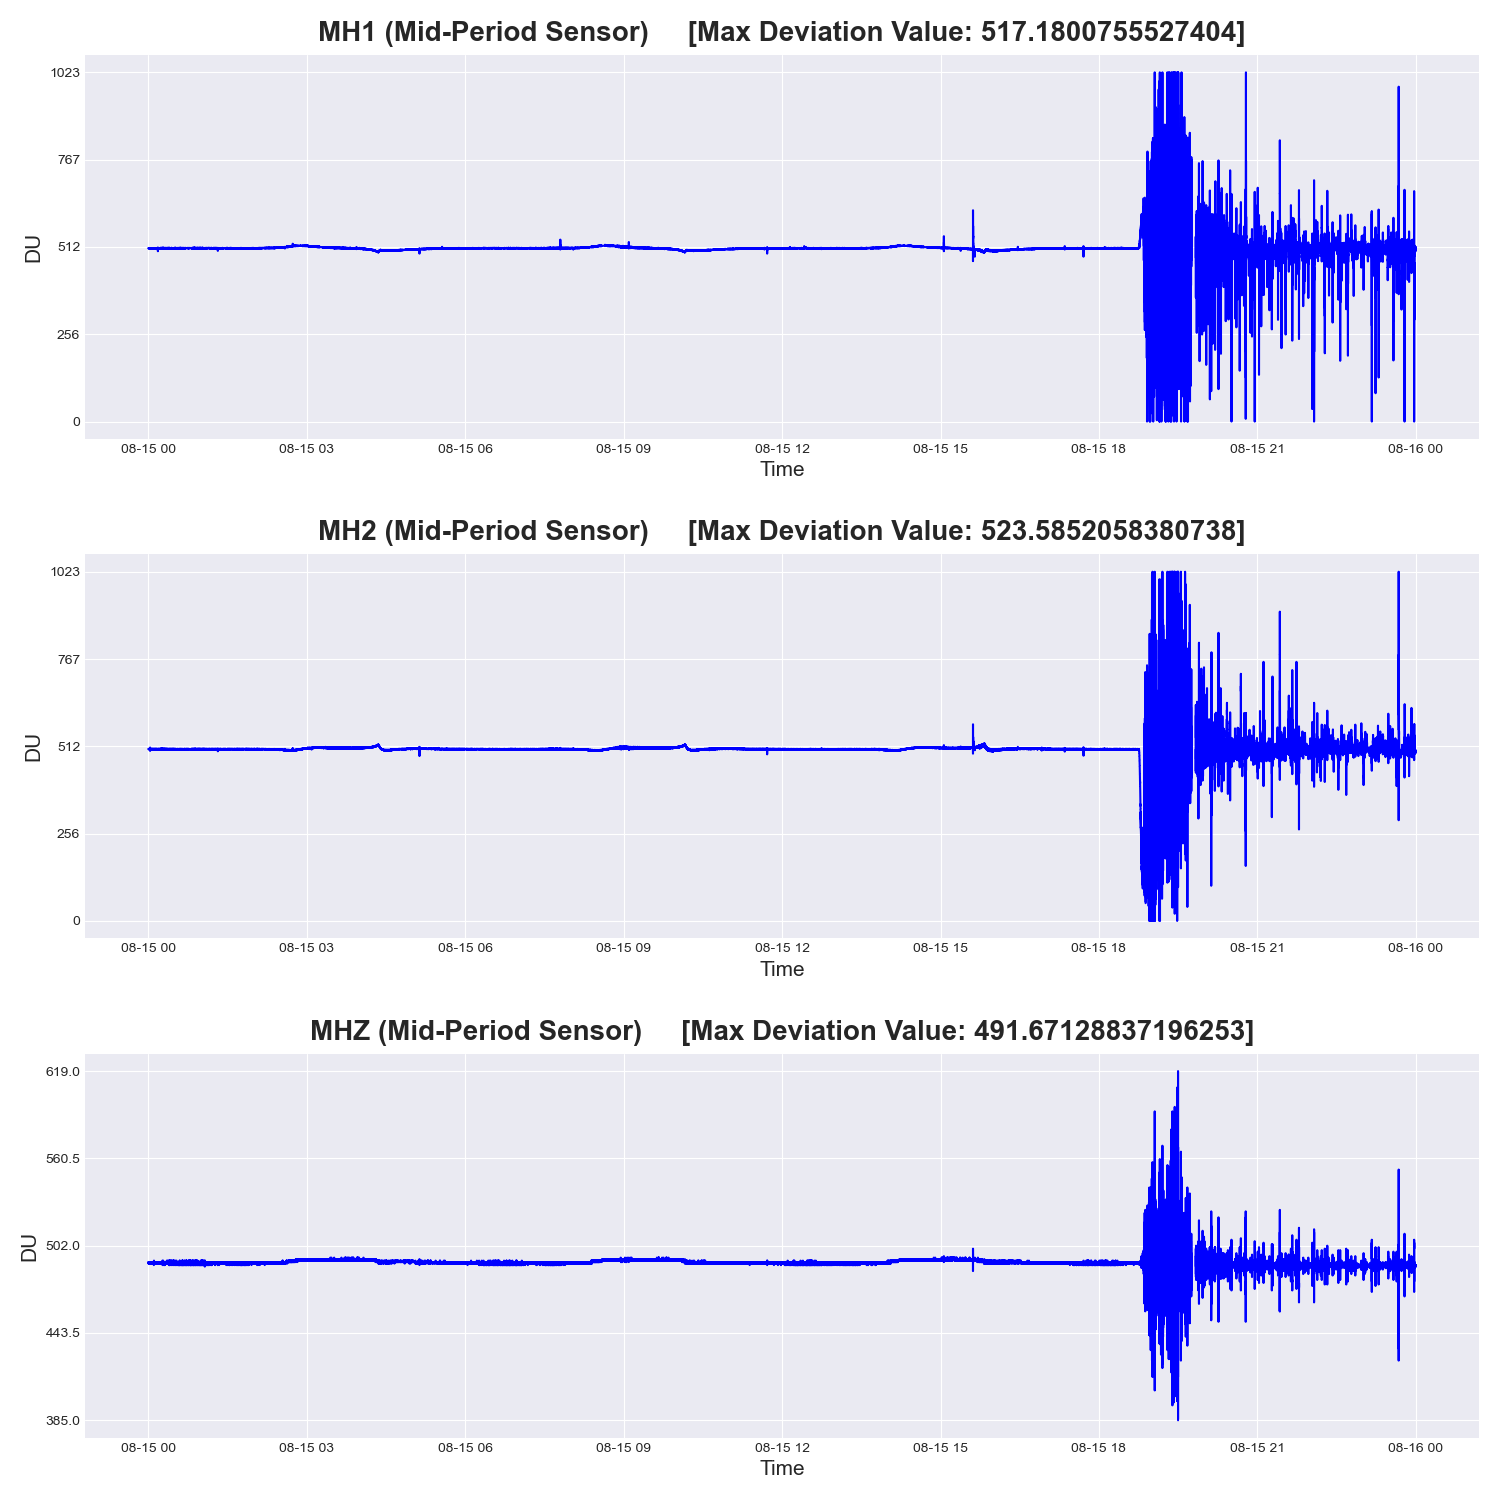 MH1 (Mid-Period Sensor) [Max Deviation Value: 517.1800755527404]
1023
767
512
256
0
DU
08-15 00 08-15 03 08-15 06 08-15 09 08-15 12 08-15 15 08-15 18 08-15 21 08-16 00
Time
MH2 (Mid-Period Sensor) [Max Deviation Value: 523.5852058380738]
1023
767
512
256
0
DU
08-15 00 08-15 03 08-15 06 08-15 09 08-15 12 08-15 15 08-15 18 08-15 21 08-16 00
Time
MHZ (Mid-Period Sensor) [Max Deviation Value: 491.67128837196253]
619.0
560.5
502.0
443.5
385.0
DU
08-15 00 08-15 03 08-15 06 08-15 09 08-15 12 08-15 15 08-15 18 08-15 21 08-16 00
Time